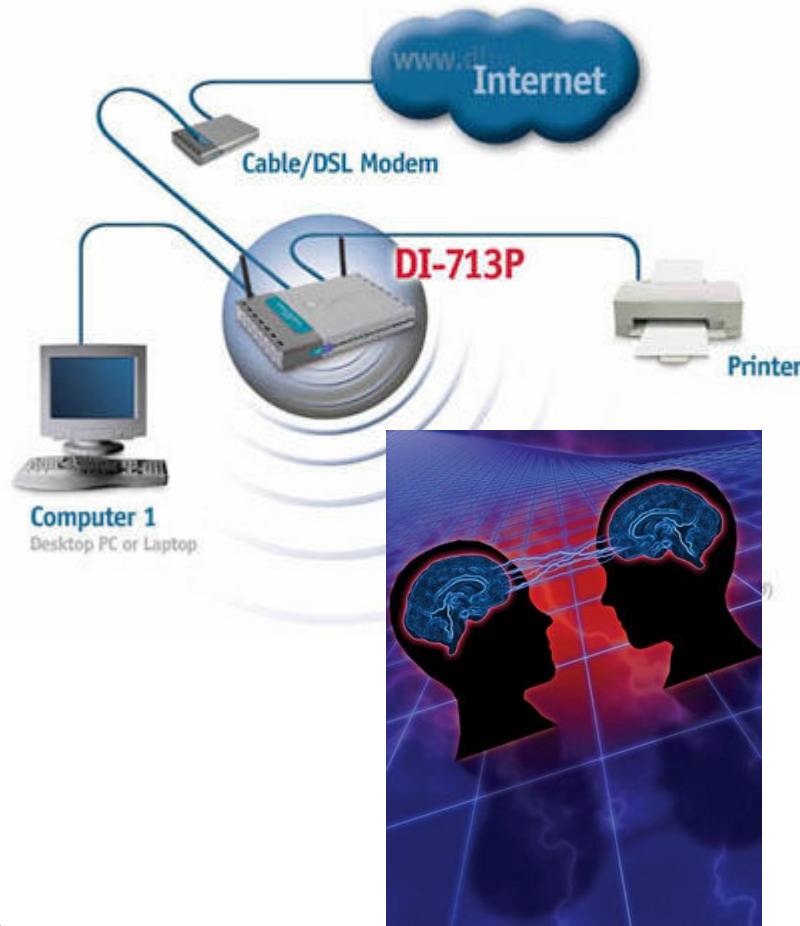 Internet
Cable/DSL Modem
DI-713P
Printer
Computer 1
Desktop PC or Laptop